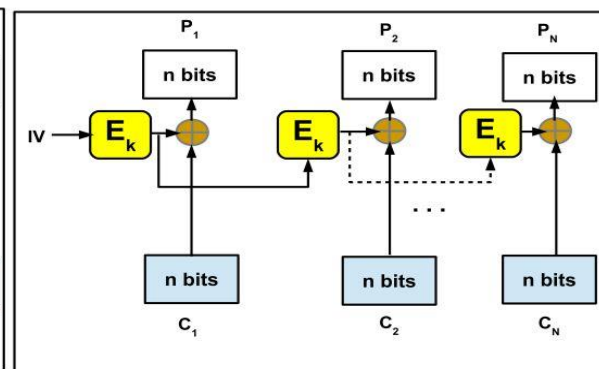 P1 P2 PN
n bits n bits n bits
IV Ek Ek Ek
. . .
n bits n bits n bits
C1 C2 CN